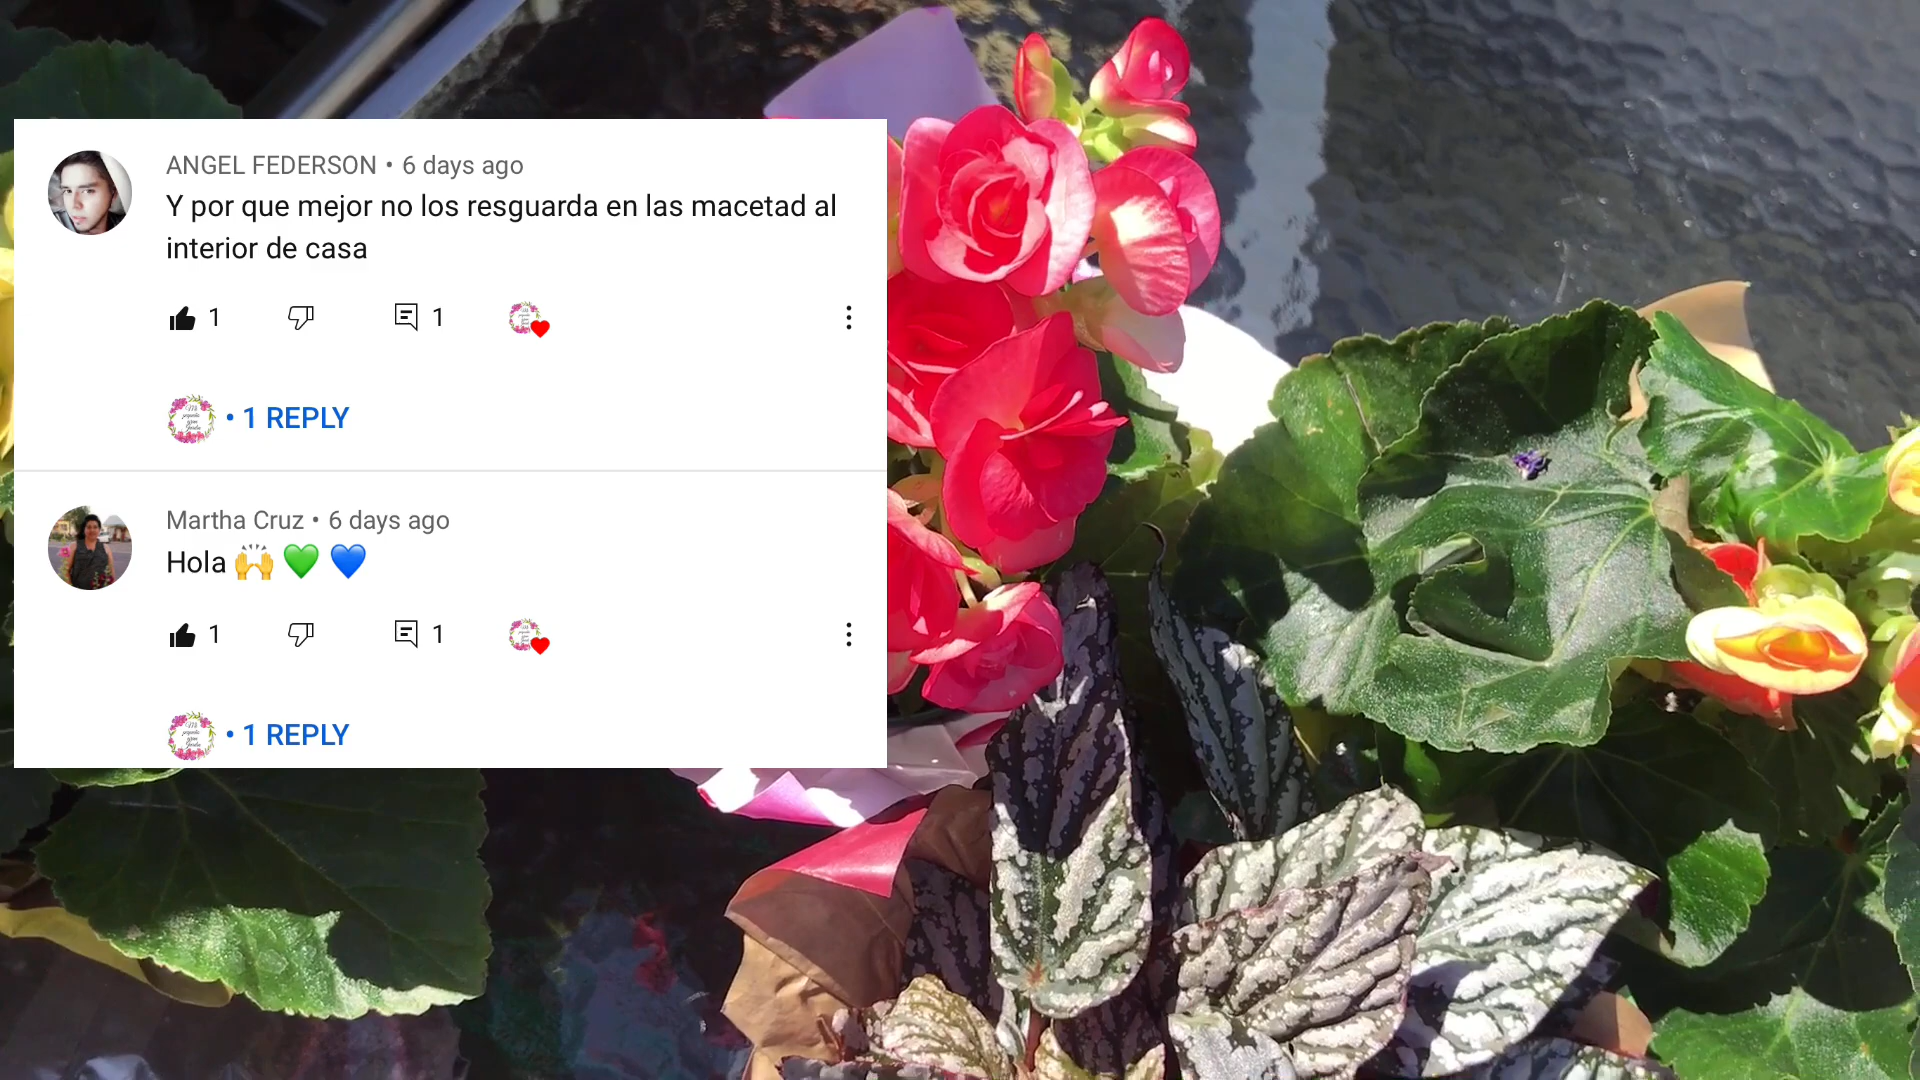 ANGEL FEDERSON • 6 days ago
Y por que mejor no los resguarda en las macetad al
interior de casa
1
1
• 1 REPLY
Martha Cruz • 6 days ago
Hola 🙌 💚 💙
1
1
• 1 REPLY